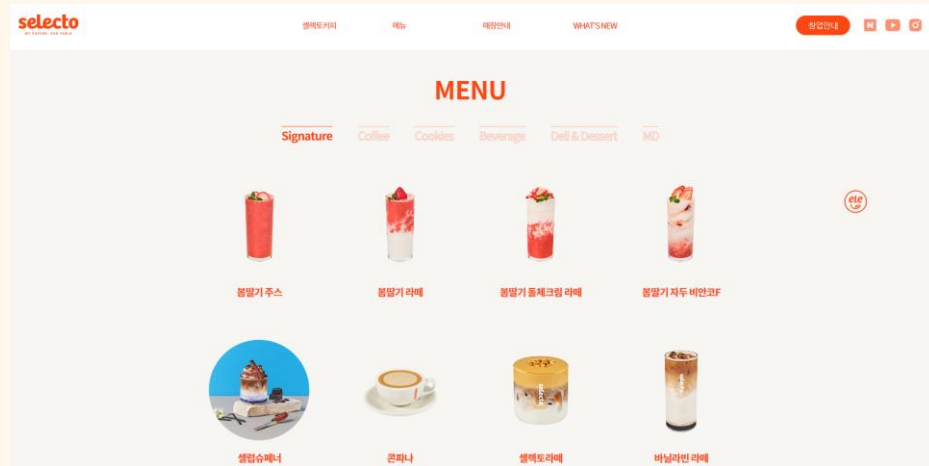 selecto
셀렉토커피 메뉴 매장안내 WHAT'S NEW 창업안내
MENU
Signature Coffee Cookies Beverage Deli & Dessert MD
봄딸기 주스 봄딸기 라떼 봄딸기 돌체크림 라떼 봄딸기 자두 비안코F
셀럽슈페너 콘파나 셀렉토라떼 바닐라빈 라떼